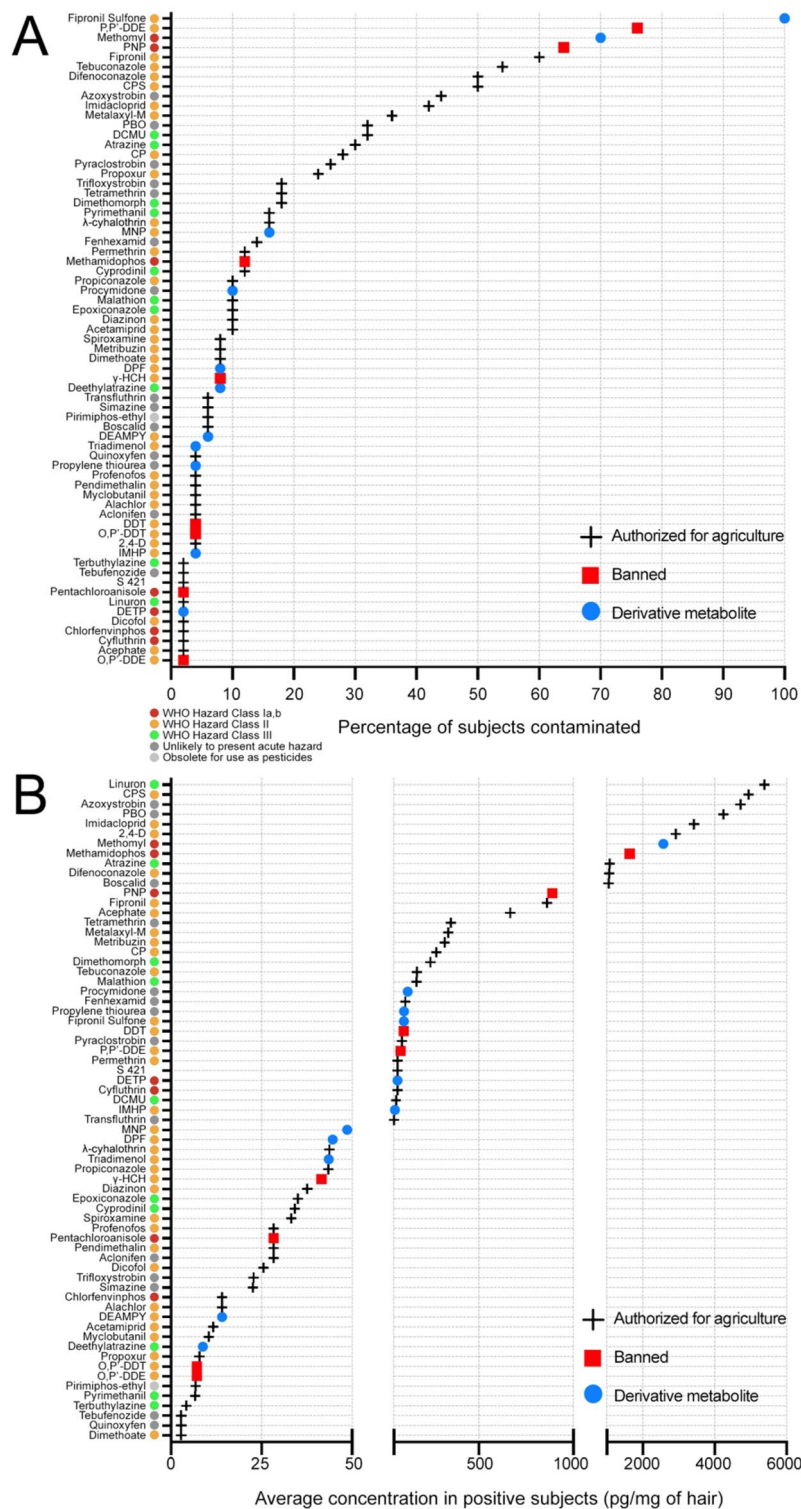 A
Fipronil Sulfone
P,P'-DDE
Methomyl
PNP
Fipronil
Tebuconazole
Difenoconazole
CPS
Azoxystrobin
Imidacloprid
Metalaxyl-M
PBO
DCMU
Atrazine
CP
Pyraclostrobin
Propoxur
Trifloxystrobin
Tetramethrin
Dimethomorph
Pyrimethanil
λ-cyhalothrin
MNP
Fenhexamid
Permethrin
Methamidophos
Cyprodinil
Propiconazole
Procymidone
Malathion
Epoxiconazole
Diazinon
Acetamiprid
Spiroxamine
Metribuzin
Dimethoate
DPF
γ-HCH
Deethylatrazine
Transfluthrin
Simazine
Pirimiphos-ethyl
Boscalid
DEAMPY
Triadimenol
Quinoxyfen
Propylene thiourea
Profenofos
Pendimethalin
Myclobutanil
Alachlor
Aclonifen
DDT
O,P'-DDT
2,4-D
IMHP
Terbuthylazine
Tebufenozide
S 421
Pentachloroanisole
Linuron
DETP
Dicofol
Chlorfenvinphos
Cyfluthrin
Acephate
O,P'-DDE
Authorized for agriculture
Banned
Derivative metabolite
0 10 20 30 40 50 60 70 80 90 100
Percentage of subjects contaminated
WHO Hazard Class Ia,b
WHO Hazard Class II
WHO Hazard Class III
Unlikely to present acute hazard
Obsolete for use as pesticides
B
Linuron
CPS
Azoxystrobin
PBO
Imidacloprid
2,4-D
Methomyl
Methamidophos
Atrazine
Difenoconazole
Boscalid
PNP
Fipronil
Acephate
Tetramethrin
Metalaxyl-M
Metribuzin
CP
Dimethomorph
Tebuconazole
Malathion
Procymidone
Fenhexamid
Propylene thiourea
Fipronil Sulfone
DDT
Pyraclostrobin
P,P'-DDE
Permethrin
S 421
DETP
Cyfluthrin
DCMU
IMHP
Transfluthrin
MNP
DPF
λ-cyhalothrin
Triadimenol
Propiconazole
γ-HCH
Diazinon
Epoxiconazole
Cyprodinil
Spiroxamine
Profenofos
Pentachloroanisole
Pendimethalin
Aclonifen
Dicofol
Trifloxystrobin
Simazine
Chlorfenvinphos
Alachlor
DEAMPY
Acetamiprid
Myclobutanil
Deethylatrazine
Propoxur
O,P'-DDT
O,P'-DDE
Pirimiphos-ethyl
Pyrimethanil
Terbuthylazine
Tebufenozide
Quinoxyfen
Dimethoate
Authorized for agriculture
Banned
Derivative metabolite
0 25 50 500 1000 2000 4000 6000
Average concentration in positive subjects (pg/mg of hair)